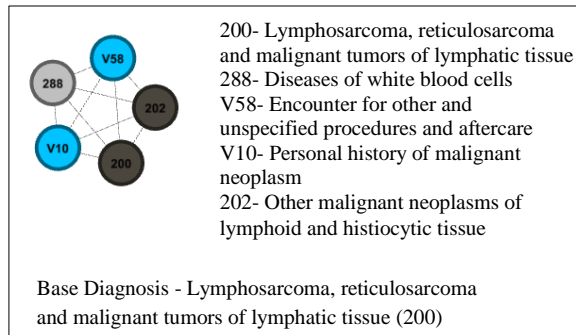 V58
288
202
V10
200
200- Lymphosarcoma, reticulosarcoma
and malignant tumors of lymphatic tissue
288- Diseases of white blood cells
V58- Encounter for other and
unspecified procedures and aftercare
V10- Personal history of malignant
neoplasm
202- Other malignant neoplasms of
lymphoid and histiocytic tissue
Base Diagnosis - Lymphosarcoma, reticulosarcoma
and malignant tumors of lymphatic tissue (200)